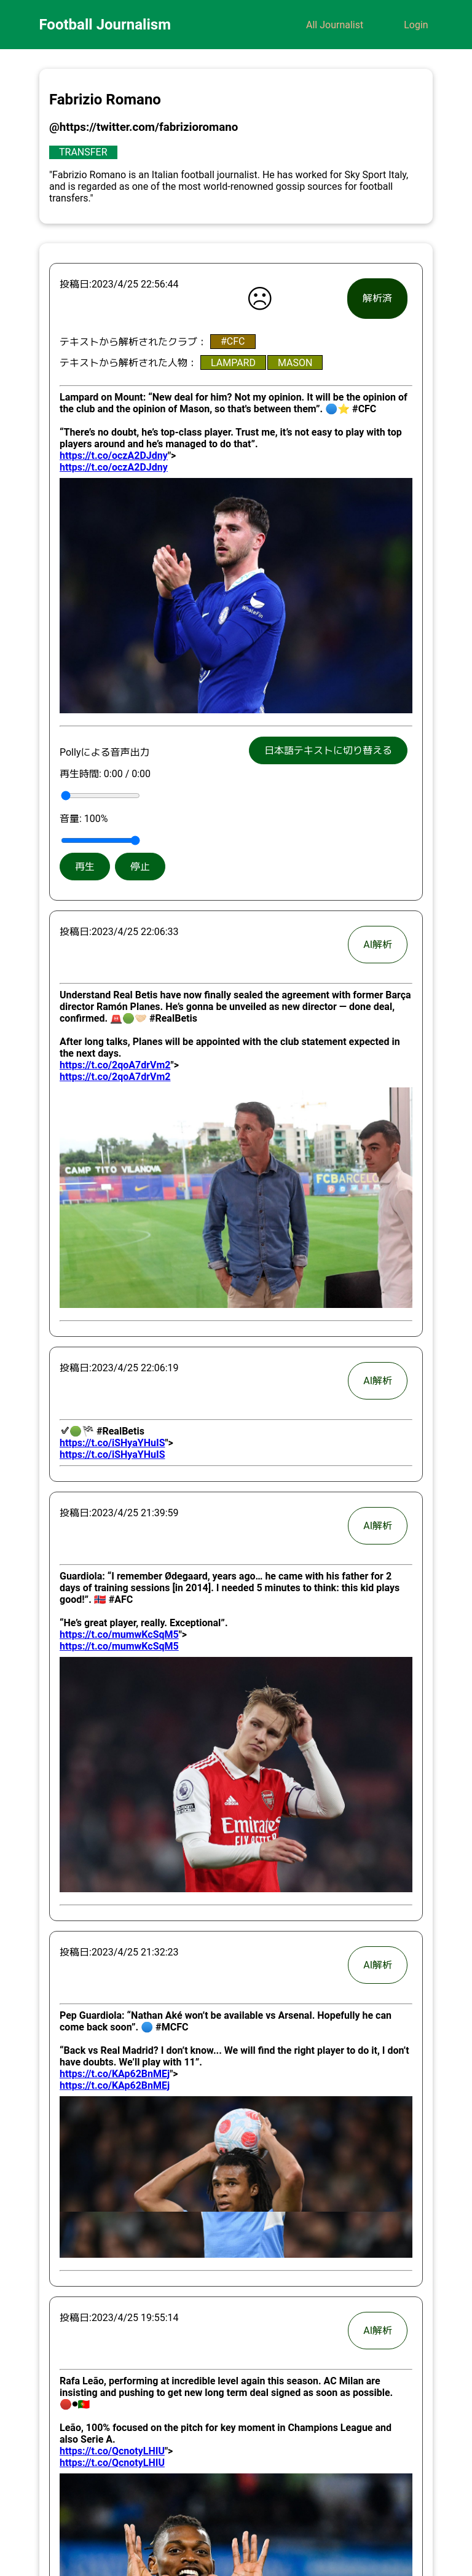 Football Journalism
All Journalist
Login
Fabrizio Romano
@https://twitter.com/fabrizioromano
TRANSFER
"Fabrizio Romano is an Italian football journalist. He has worked for Sky Sport Italy,
and is regarded as one of the most world-renowned gossip sources for football
transfers."
投稿日:2023/4/25 22:56:44
解析済
テキストから解析されたクラブ： #CFC
テキストから解析された人物： LAMPARD MASON
Lampard on Mount: “New deal for him? Not my opinion. It will be the opinion of
the club and the opinion of Mason, so that's between them”. 🔵⭐ #CFC
“There’s no doubt, he’s top-class player. Trust me, it’s not easy to play with top
players around and he’s managed to do that”.
https://t.co/oczA2DJdny">
https://t.co/oczA2DJdny
WhaleFin
Pollyによる音声出力
日本語テキストに切り替える
再生時間: 0:00 / 0:00
音量: 100%
再生 停止
投稿日:2023/4/25 22:06:33
AI解析
Understand Real Betis have now finally sealed the agreement with former Barça
director Ramón Planes. He’s gonna be unveiled as new director — done deal,
confirmed. 🚨🟢🤝🏻 #RealBetis
After long talks, Planes will be appointed with the club statement expected in
the next days.
https://t.co/2qoA7drVm2">
https://t.co/2qoA7drVm2
CAMP TITO VILANOVA
FCBARCELO
投稿日:2023/4/25 22:06:19
AI解析
✔🟢🏁 #RealBetis
https://t.co/iSHyaYHuIS">
https://t.co/iSHyaYHuIS
投稿日:2023/4/25 21:39:59
AI解析
Guardiola: “I remember Ødegaard, years ago… he came with his father for 2
days of training sessions [in 2014]. I needed 5 minutes to think: this kid plays
good!”. 🇳🇴 #AFC
“He’s great player, really. Exceptional”.
https://t.co/mumwKcSqM5">
https://t.co/mumwKcSqM5
Emirates
投稿日:2023/4/25 21:32:23
AI解析
Pep Guardiola: “Nathan Aké won’t be available vs Arsenal. Hopefully he can
come back soon”. 🔵 #MCFC
“Back vs Real Madrid? I don’t know... We will find the right player to do it, I don’t
have doubts. We’ll play with 11”.
https://t.co/KAp62BnMEj">
https://t.co/KAp62BnMEj
投稿日:2023/4/25 19:55:14
AI解析
Rafa Leão, performing at incredible level again this season. AC Milan are
insisting and pushing to get new long term deal signed as soon as possible.
🔴⚫🇵🇹
Leão, 100% focused on the pitch for key moment in Champions League and
also Serie A.
https://t.co/QcnotyLHIU">
https://t.co/QcnotyLHIU